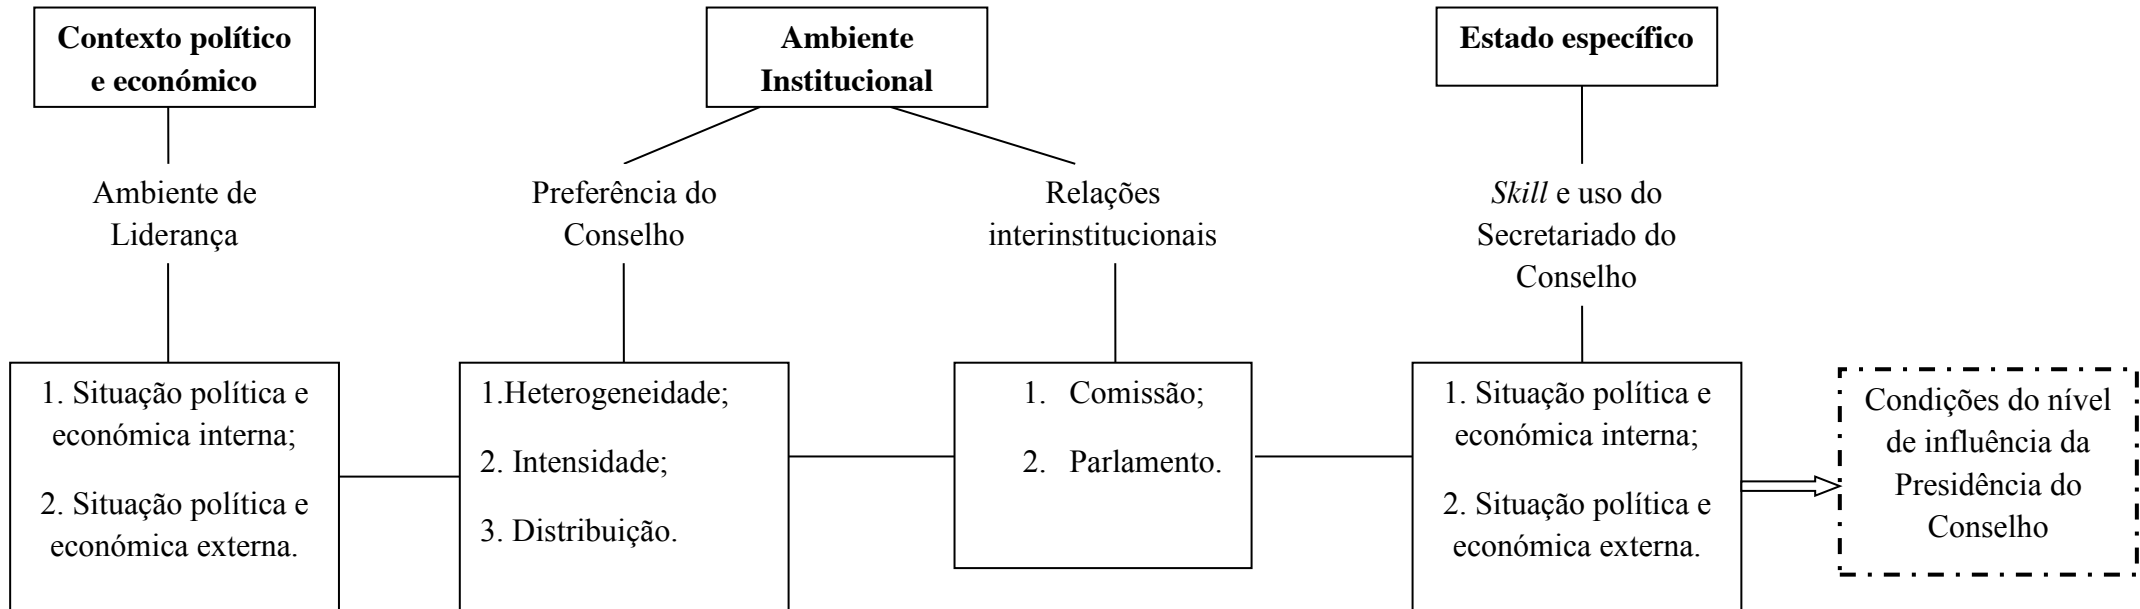 Contexto político
e económico
Ambiente
Institucional
Estado específico
Ambiente de
Liderança
Preferência do
Conselho
Relações
interinstitucionais
Skill e uso do
Secretariado do
Conselho
1. Situação política e
económica interna;
2. Situação política e
económica externa.
1.Heterogeneidade;
2. Intensidade;
3. Distribuição.
1. Comissão;
2. Parlamento.
1. Situação política e
económica interna;
2. Situação política e
económica externa.
Condições do nível
de influência da
Presidência do
Conselho